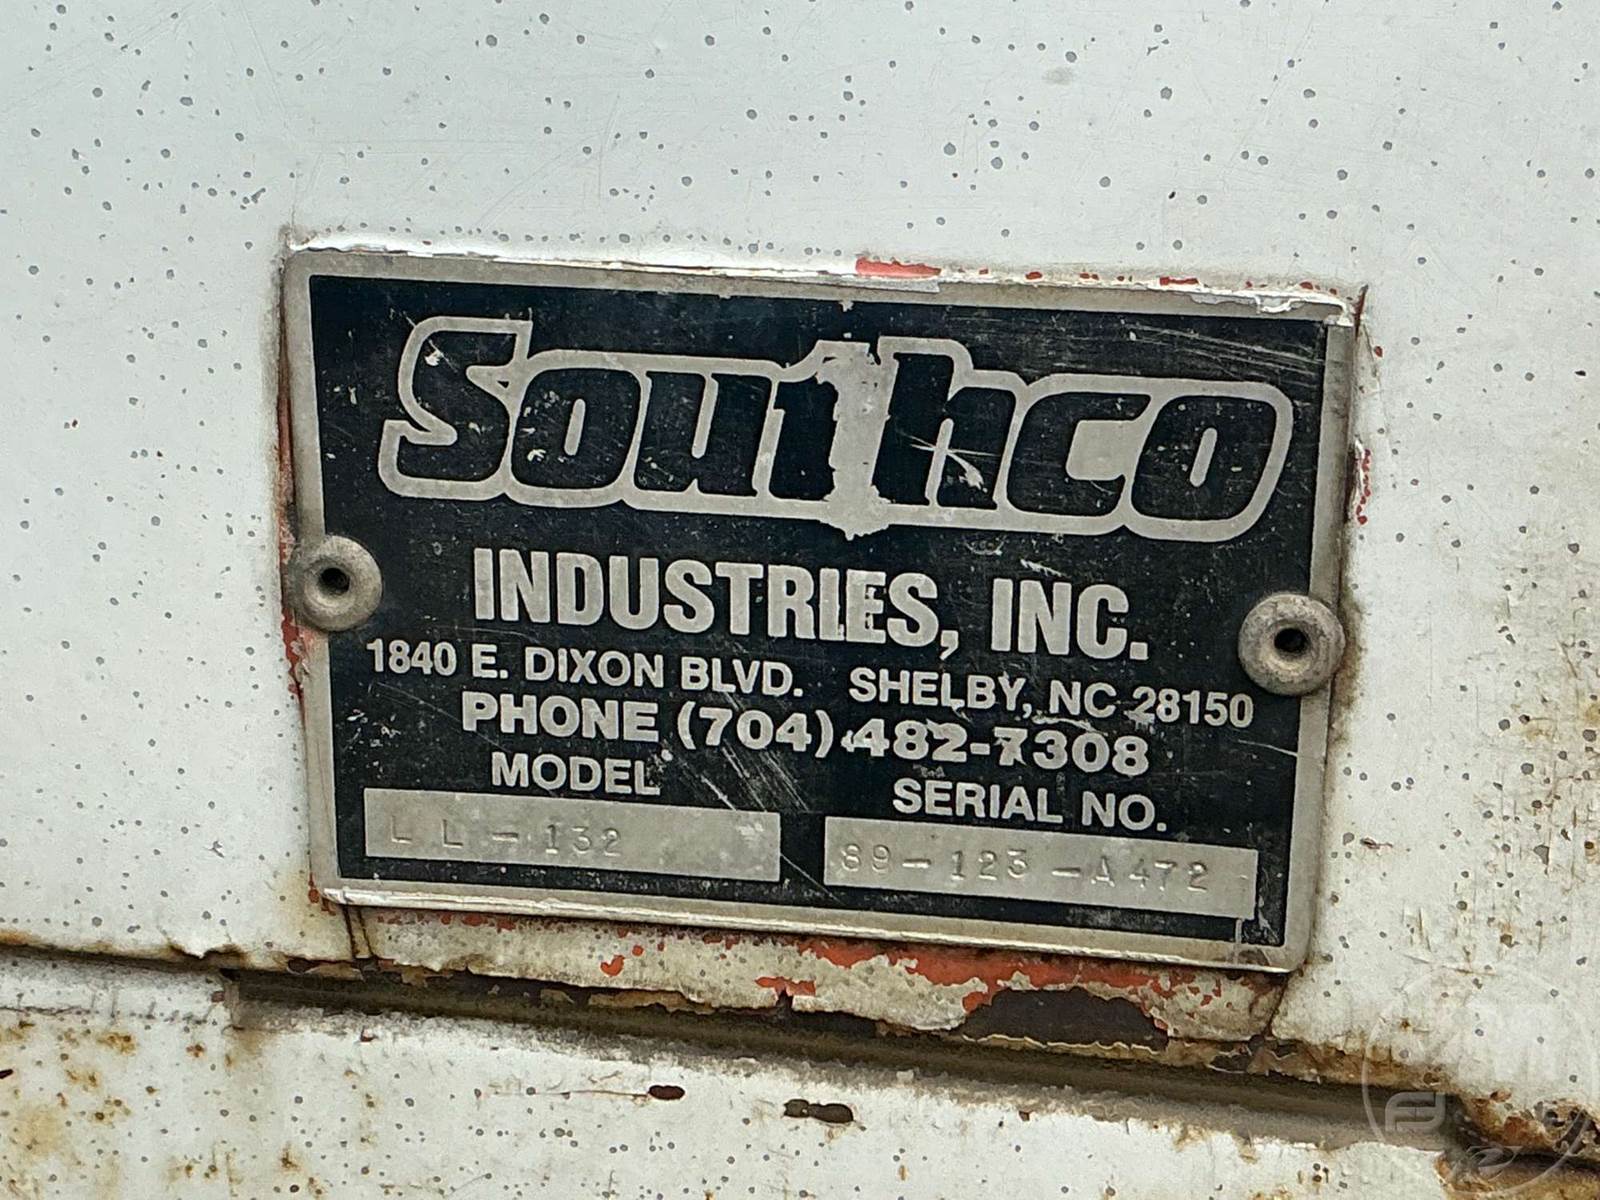 Southco
INDUSTRIES, INC.
1840 E. DIXON BLVD. SHELBY, NC 28150
PHONE (704) 482-7308
MODEL SERIAL NO.
LL-132 89-123-A472